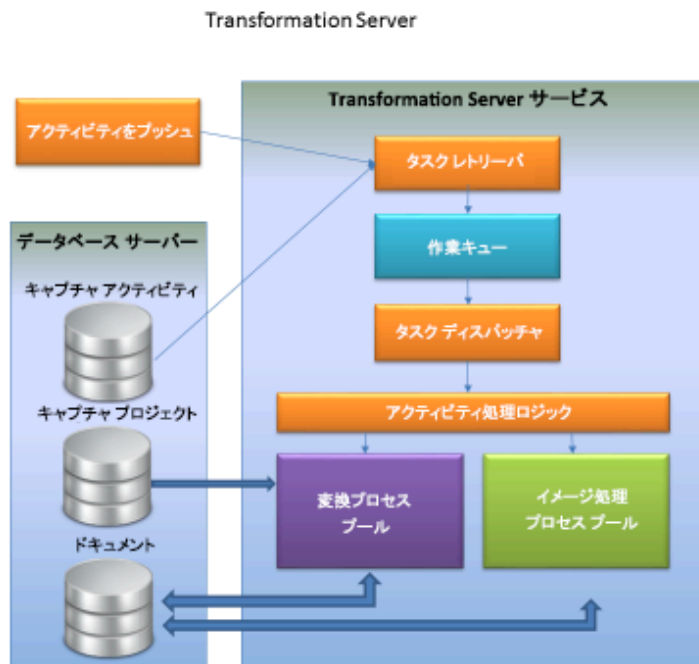 Transformation Server
Transformation Server サービス
アクティビティをプッシュ
タスク レトリーバ
作業キュー
タスク ディスパッチャ
アクティビティ処理ロジック
変換プロセス
プール
イメージ処理
プロセス プール
データベース サーバー
キャプチャ アクティビティ
キャプチャ プロジェクト
ドキュメント